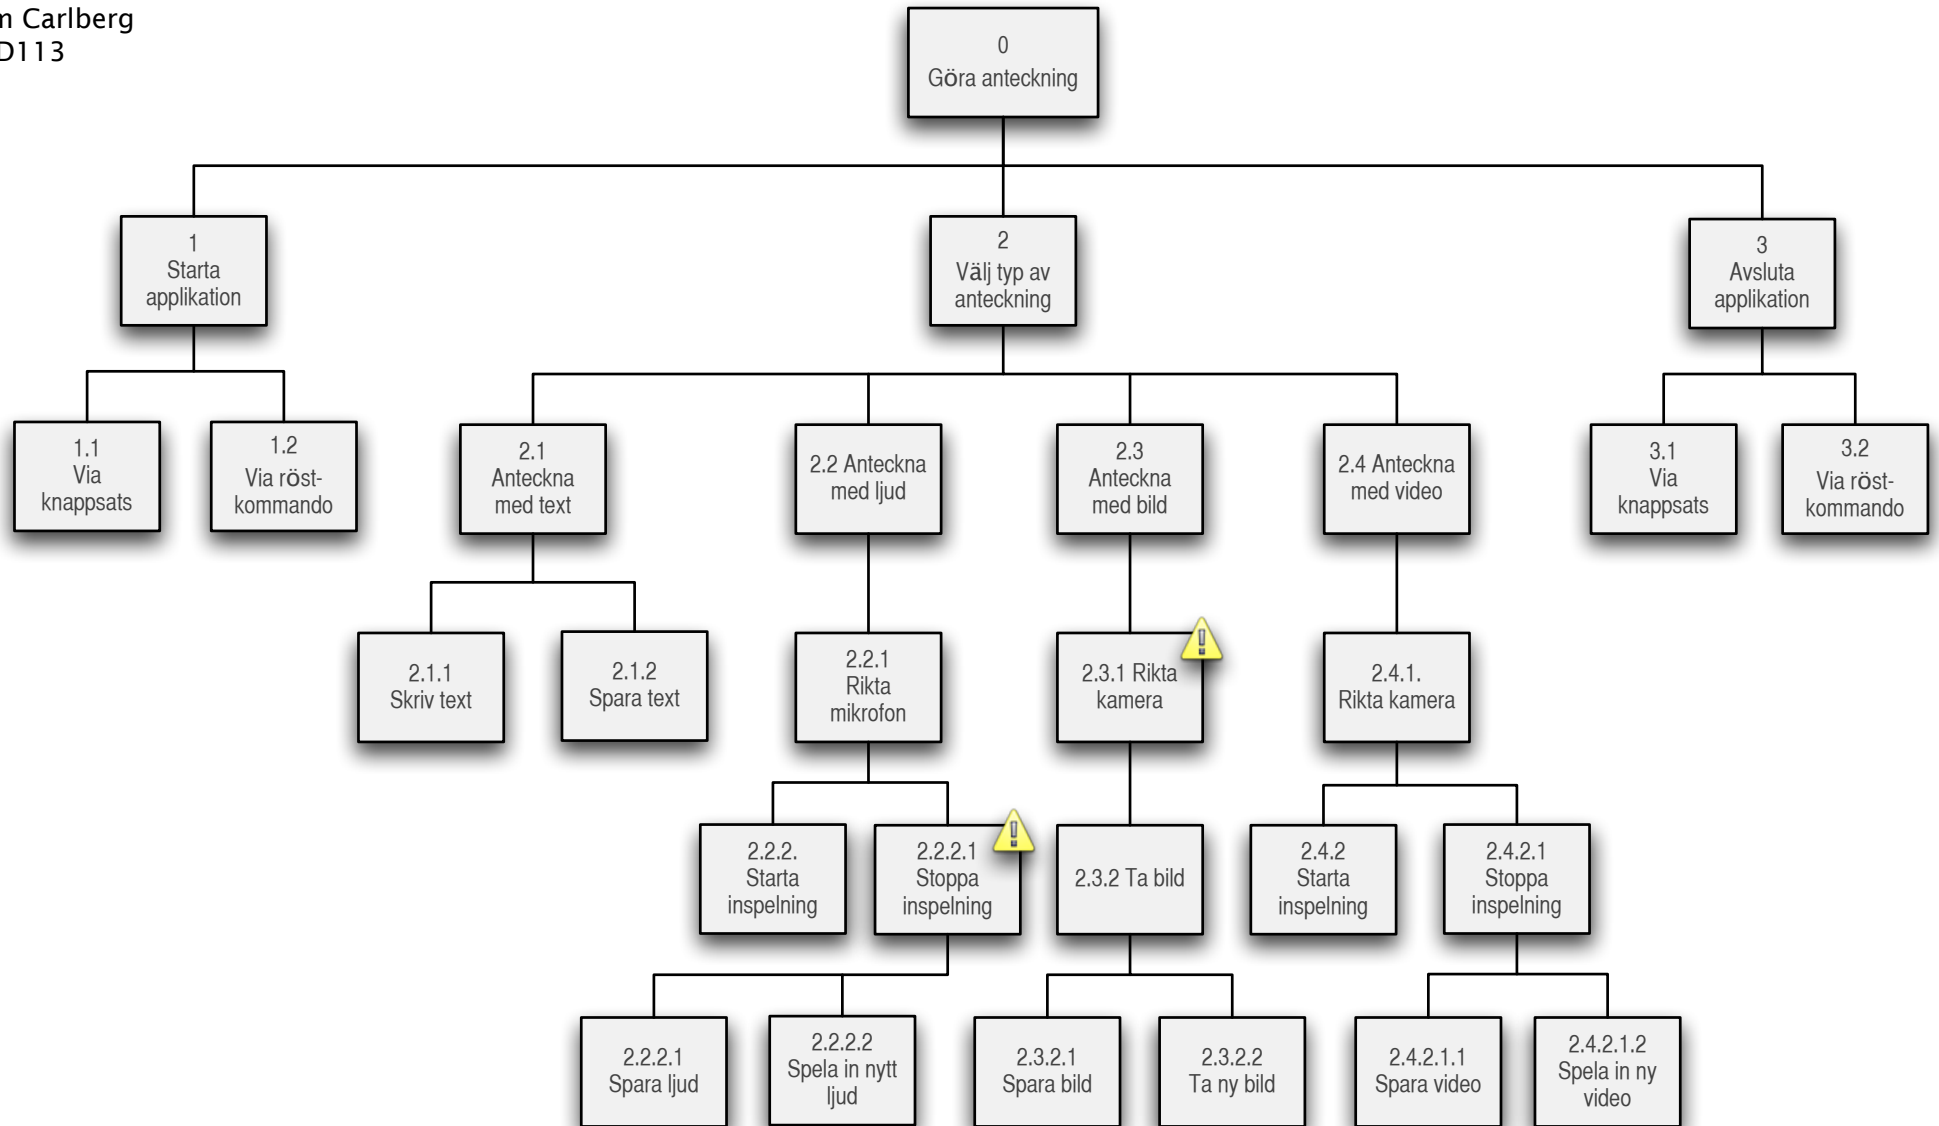 m Carlberg
D113
0
Göra anteckning
1
Starta
applikation
2
Välj typ av
anteckning
3
Avsluta
applikation
1.1
Via
knappsats
1.2
Via röst-
kommando
2.1
Anteckna
med text
2.2 Anteckna
med ljud
2.3
Anteckna
med bild
2.4 Anteckna
med video
3.1
Via
knappsats
3.2
Via röst-
kommando
2.1.1
Skriv text
2.1.2
Spara text
2.2.1
Rikta
mikrofon
2.3.1 Rikta
kamera
2.4.1.
Rikta kamera
2.2.2.
Starta
inspelning
2.2.2.1
Stoppa
inspelning
2.3.2 Ta bild
2.4.2
Starta
inspelning
2.4.2.1
Stoppa
inspelning
2.2.2.1
Spara ljud
2.2.2.2
Spela in nytt
ljud
2.3.2.1
Spara bild
2.3.2.2
Ta ny bild
2.4.2.1.1
Spara video
2.4.2.1.2
Spela in ny
video